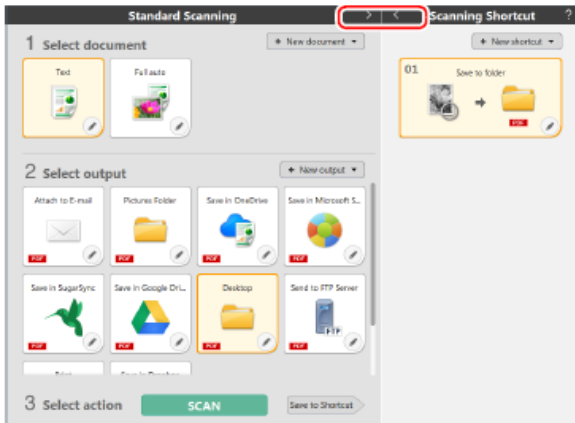 Standard Scanning
> <
Scanning Shortcut
?
1 Select document
+ New document
Text
Full auto
2 Select output
+ New output
Attach to E-mail
Pictures Folder
Save in OneDrive
Save in Microsoft S...
PDF
PDF
PDF
PDF
Save in SugarSync
Save in Google Dri...
Desktop
Send to FTP Server
FTP
PDF
PDF
PDF
PDF
3 Select action
SCAN
Save to Shortcut
+ New shortcut
01
Save to folder
PDF